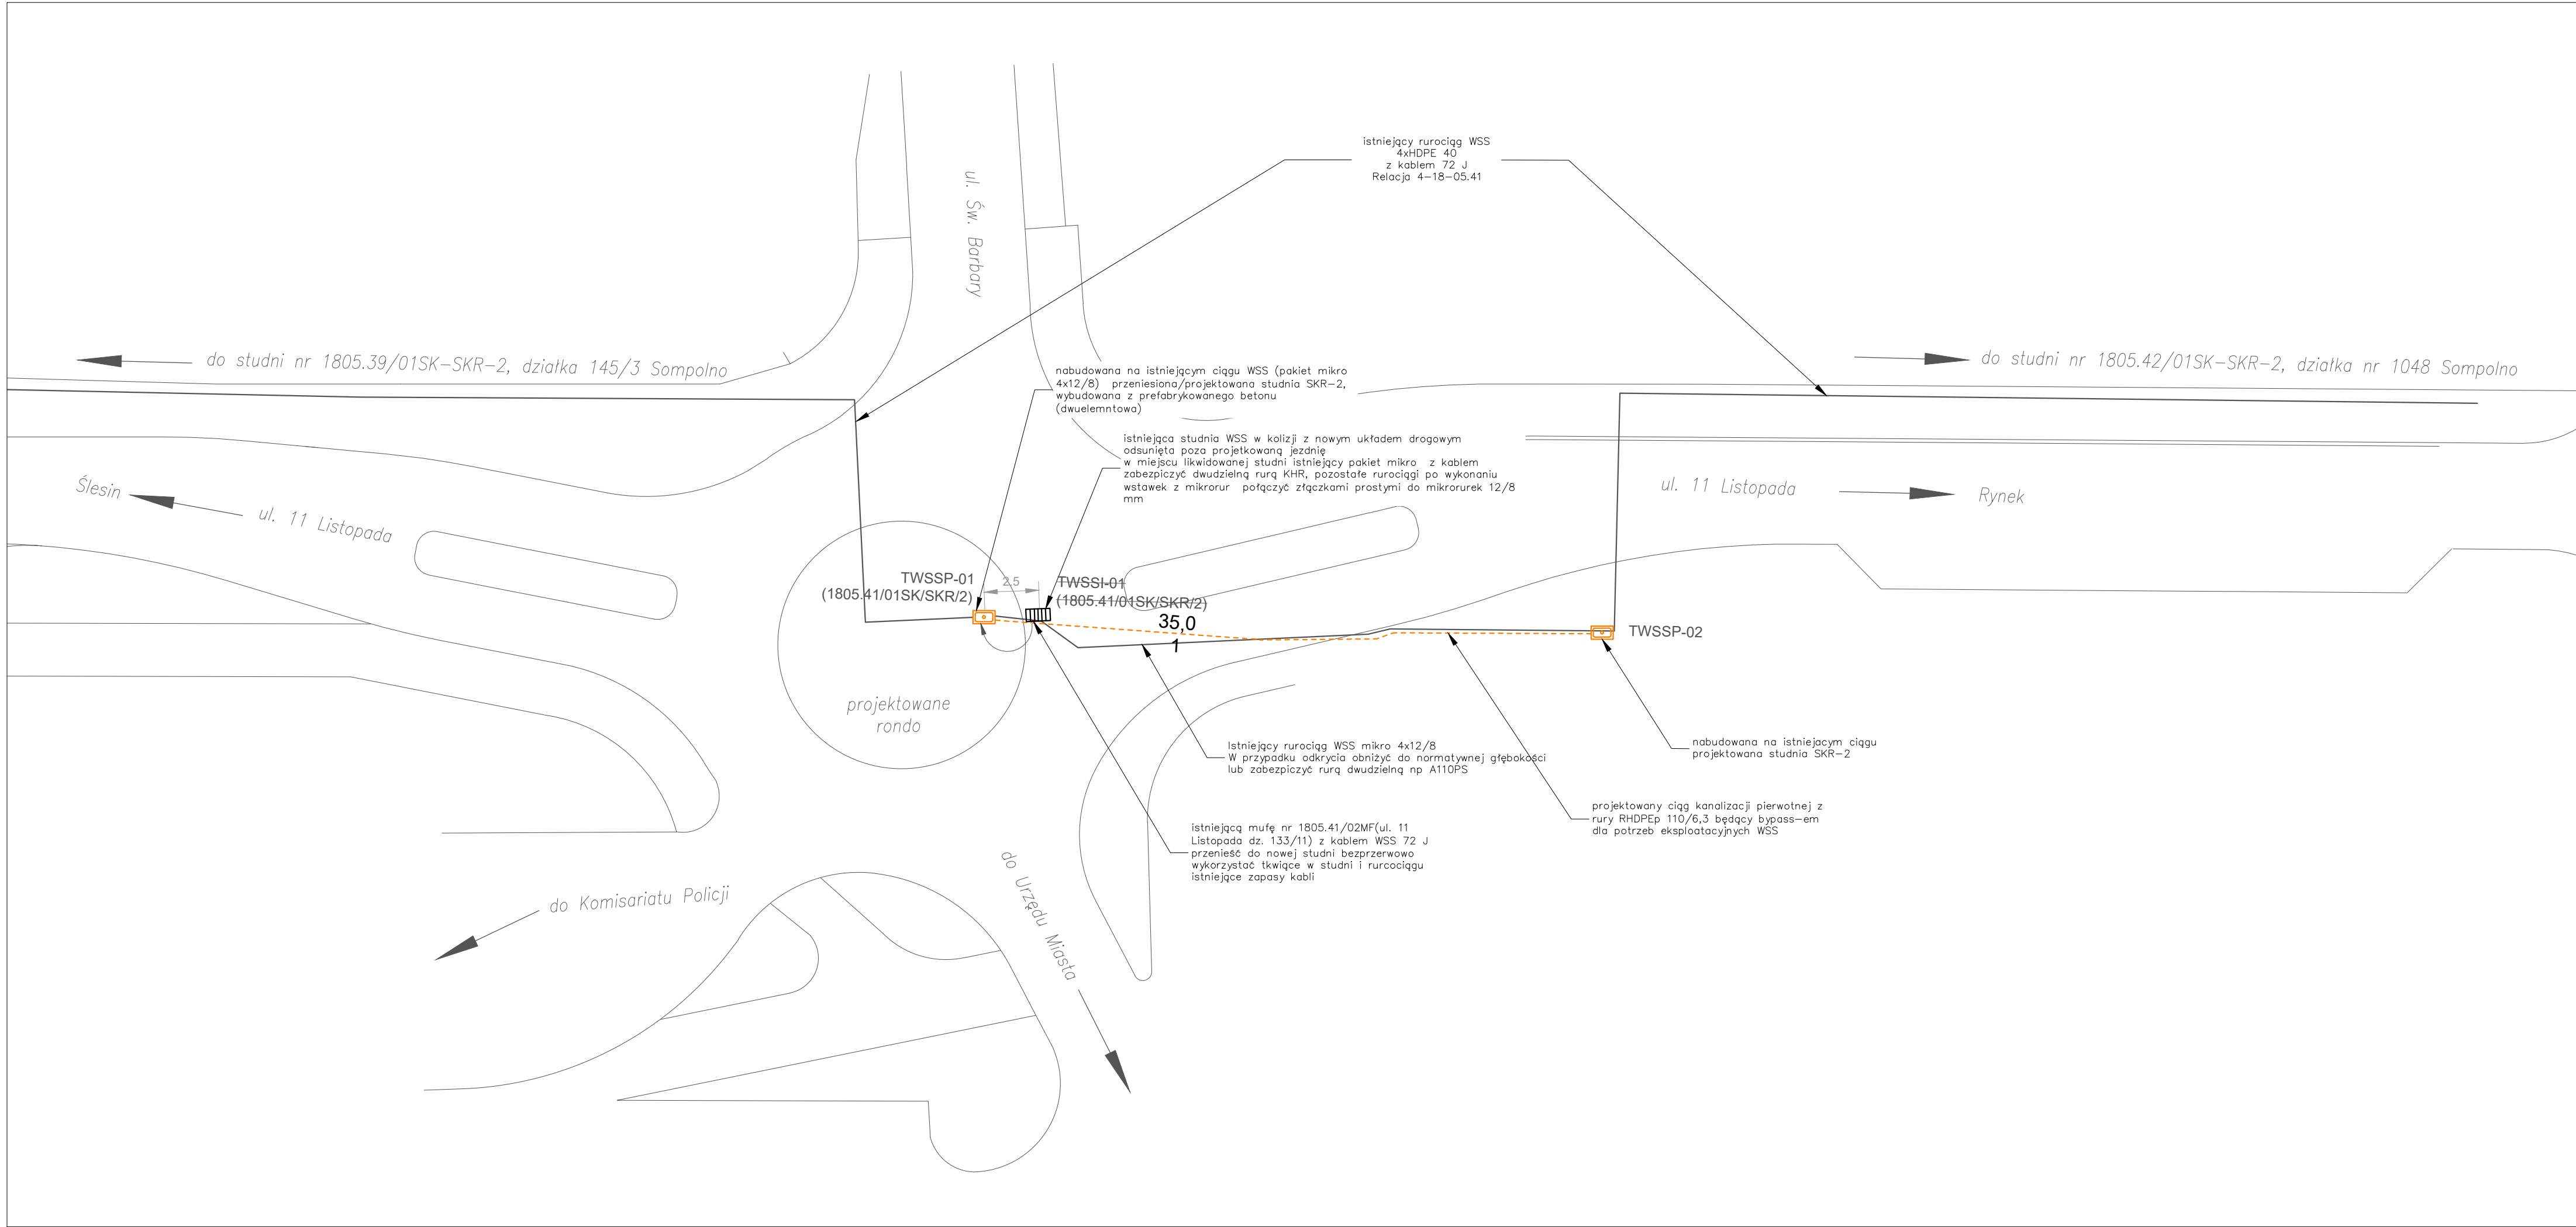 istniejący rurociąg WSS
4xHDPE 40
z kablem 72 J
Relacja 4-18-05.41
ul. Św. Barbary
do studni nr 1805.39/01SK-SKR-2, działka 145/3 Sompolno
do studni nr 1805.42/01SK-SKR-2, działka nr 1048 Sompolno
nabudowana na istniejącym ciągu WSS (pakiet mikro
4x12/8) przeniesiona/projektowana studnia SKR-2,
wybudowana z prefabrykowanego betonu
(dwuelemntowa)
istniejąca studnia WSS w kolizji z nowym układem drogowym
odsunięta poza projetkowaną jezdnię
w miejscu likwidowanej studni istniejący pakiet mikro z kablem
zabezpiczyć dwudzielną rurą KHR, pozostałe rurociągi po wykonaniu
wstawek z mikrorur połączyć złączkami prostymi do mikrorurek 12/8
mm
Ślesin
ul. 11 Listopada
ul. 11 Listopada
Rynek
TWSSP-01
(1805.41/01SK/SKR/2)
2.5
TWSSI-01
(1805.41/01SK/SKR/2)
35,0
1
TWSSP-02
projektowane
rondo
Istniejący rurociąg WSS mikro 4x12/8
W przypadku odkrycia obniżyć do normatywnej głębokości
lub zabezpiczyć rurą dwudzielną np A110PS
nabudowana na istniejacym ciągu
projektowana studnia SKR-2
projektowany ciąg kanalizacji pierwotnej z
rury RHDPEp 110/6,3 będący bypass-em
dla potrzeb eksploatacyjnych WSS
istniejącą mufę nr 1805.41/02MF(ul. 11
Listopada dz. 133/11) z kablem WSS 72 J
przenieść do nowej studni bezprzerwowo
wykorzystać tkwiące w studni i rurcociągu
istniejące zapasy kabli
do Komisariatu Policji
do Urzędu Miasta